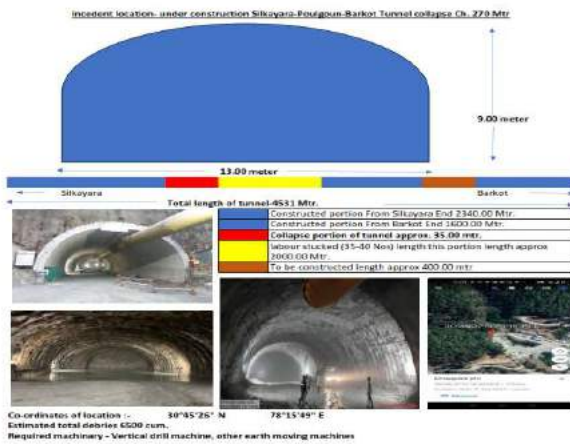 Incedent location- under construction Silkayara-Poulgoun-Barkot Tunnel collapse Ch. 270 Mtr
9.00 meter
13.00 meter
Silkayara
Barkot
Total length of tunnel-4531 Mtr.
Constructed portion From Silkyara End 2340.00 Mtr.
Constructed portion From Barkot End 1600.00 Mtr.
Collapse portion of tunnel approx. 35.00 mtr.
labour stucked (35-40 Nos) length this portion length approx
2000.00 Mtr.
To be constructed length approx 400.00 mtr
Co-ordinates of location :- 30°45'26" N 78°15'49" E
Estimated total debries 6500 cum.
Required machinary - Vertical drill machine, other earth moving machines